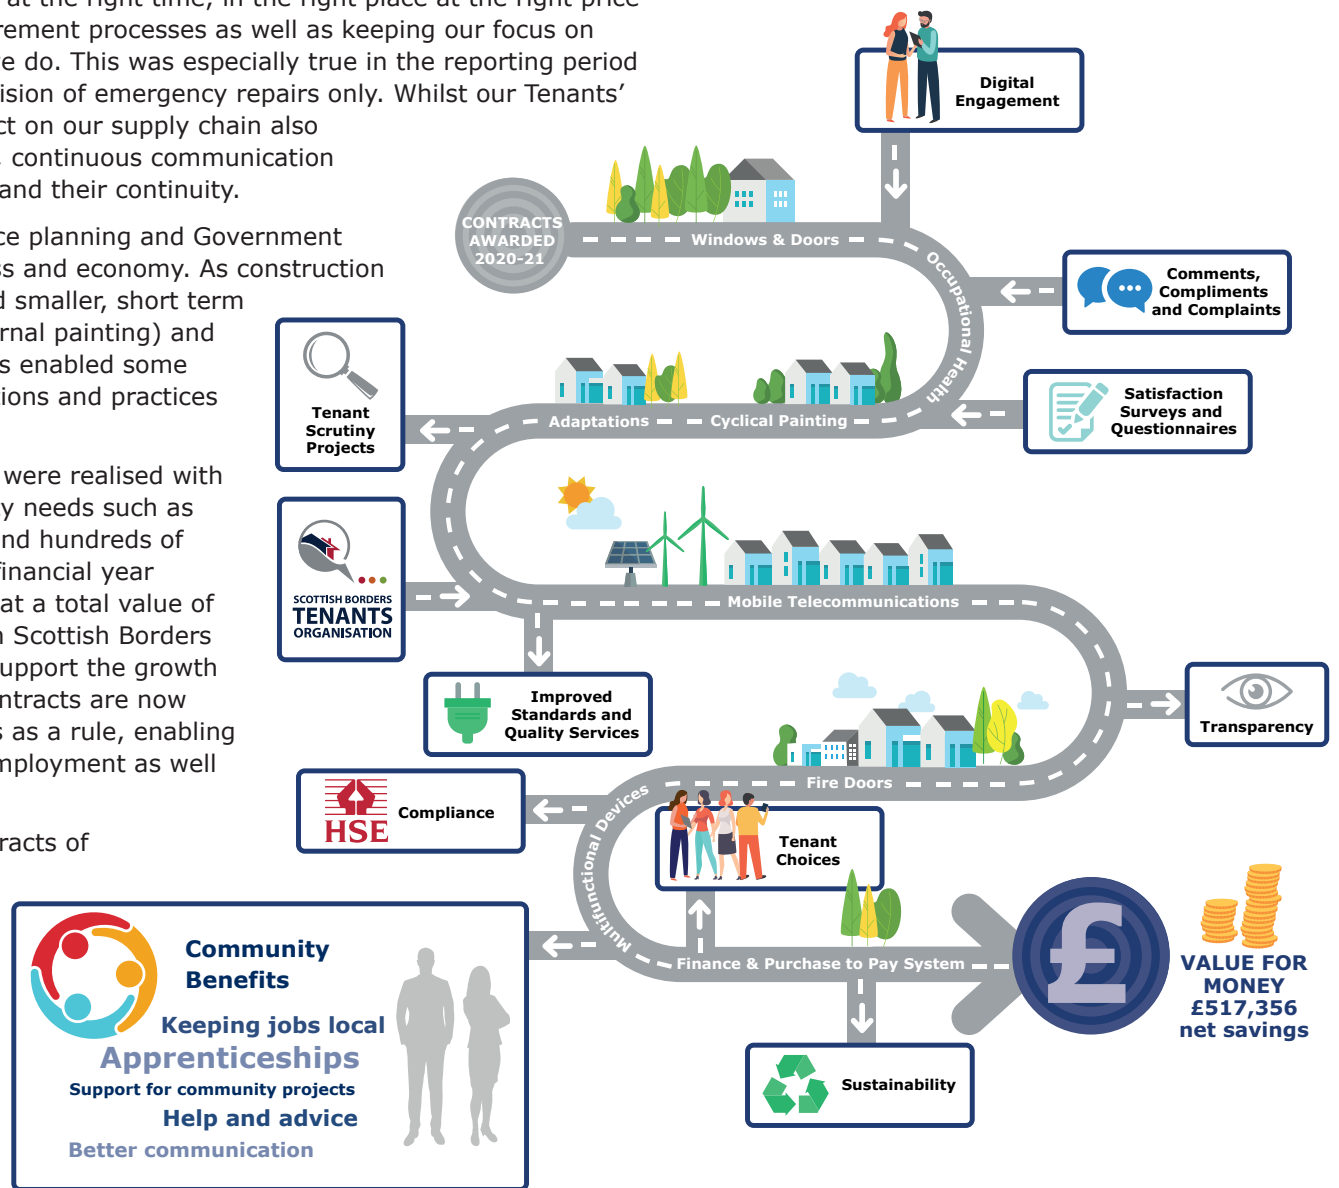 at the right time, in the right place at the right price
rement processes as well as keeping our focus on
e do. This was especially true in the reporting period
ision of emergency repairs only. Whilst our Tenants’
ct on our supply chain also
, continuous communication
and their continuity.
ce planning and Government
ss and economy. As construction
d smaller, short term
rnal painting) and
s enabled some
tions and practices
were realised with
ty needs such as
nd hundreds of
financial year
at a total value of
n Scottish Borders
support the growth
ontracts are now
s as a rule, enabling
mployment as well
racts of
CONTRACTS
AWARDED
2020-21
Windows & Doors
Digital
Engagement
Occupational Health
Comments,
Compliments
and Complaints
Satisfaction
Surveys and
Questionnaires
Cyclical Painting
Adaptations
Tenant
Scrutiny
Projects
SCOTTISH BORDERS
TENANTS
ORGANISATION
Mobile Telecommunications
Improved
Standards and
Quality Services
Transparency
Fire Doors
Multifunctional Devices
HSE
Compliance
Tenant
Choices
Finance & Purchase to Pay System
£
VALUE FOR
MONEY
£517,356
net savings
Sustainability
Community
Benefits
Keeping jobs local
Apprenticeships
Support for community projects
Help and advice
Better communication